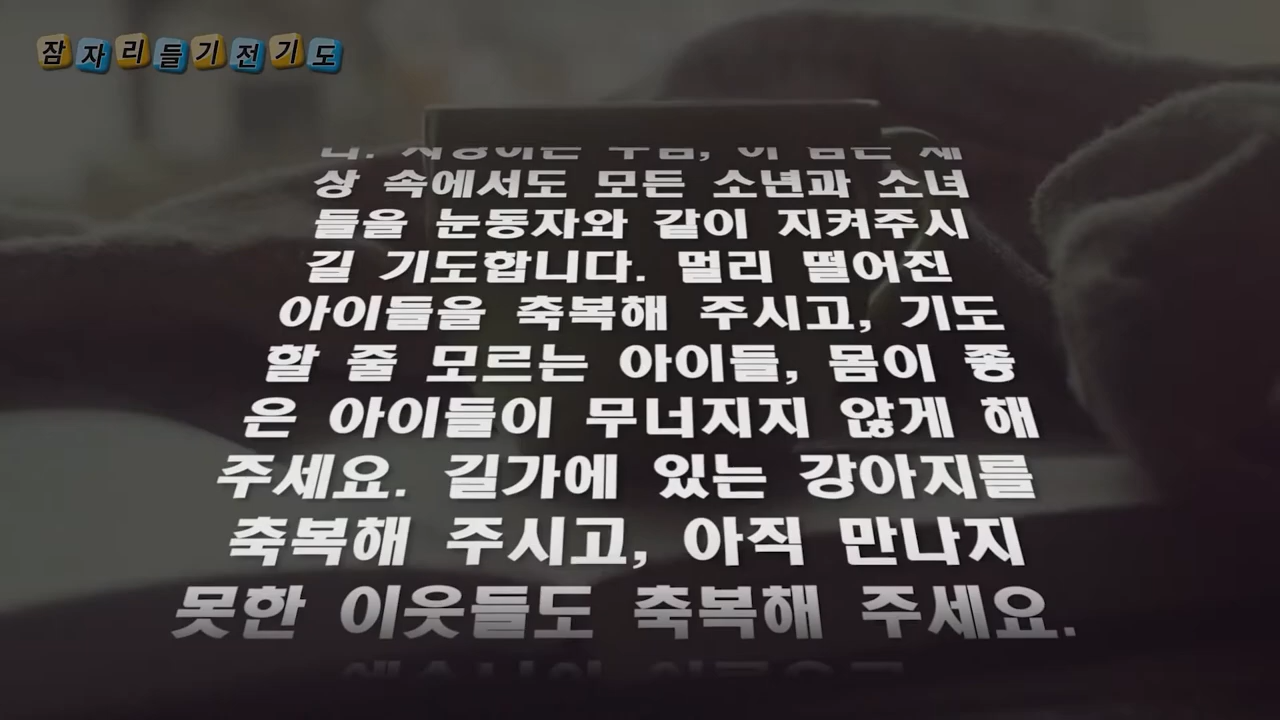 잠자리들기전기도
상 속에서도 모든 소년과 소녀
들을 눈동자와 같이 지켜주시
길 기도합니다. 멀리 떨어진
아이들을 축복해 주시고, 기도
할 줄 모르는 아이들, 몸이 좋
은 아이들이 무너지지 않게 해
주세요. 길가에 있는 강아지를
축복해 주시고, 아직 만나지
못한 이웃들도 축복해 주세요.